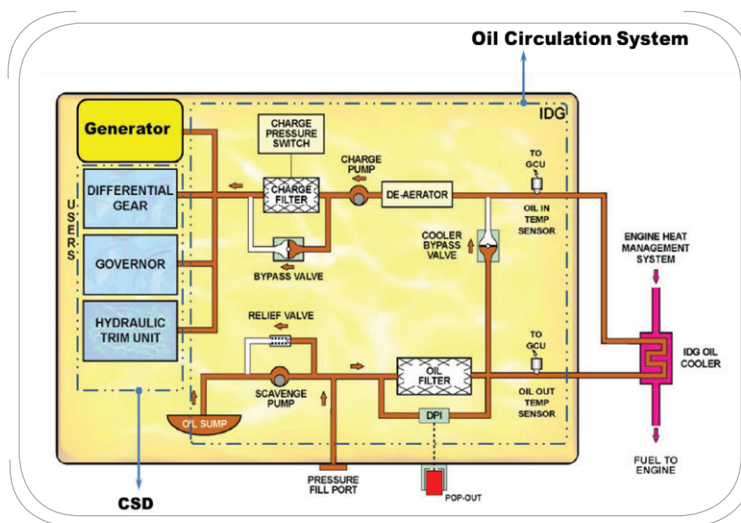 Oil Circulation System
IDG
Generator
CHARGE
PRESSURE
SWITCH
TO
GCU
CHARGE
PUMP
USERS
DIFFERENTIAL
GEAR
CHARGE
FILTER
DE-AERATOR
OIL IN
TEMP
SENSOR
ENGINE HEAT
MANAGEMENT
SYSTEM
COOLER
BYPASS
VALVE
GOVERNOR
BYPASS VALVE
HYDRAULIC
TRIM UNIT
RELIEF VALVE
TO
GCU
IDG OIL
COOLER
OIL
FILTER
SCAVENGE
PUMP
OIL OUT
TEMP
SENSOR
OIL SUMP
DPI
FUEL TO
ENGINE
PRESSURE
FILL PORT
POP-OUT
CSD